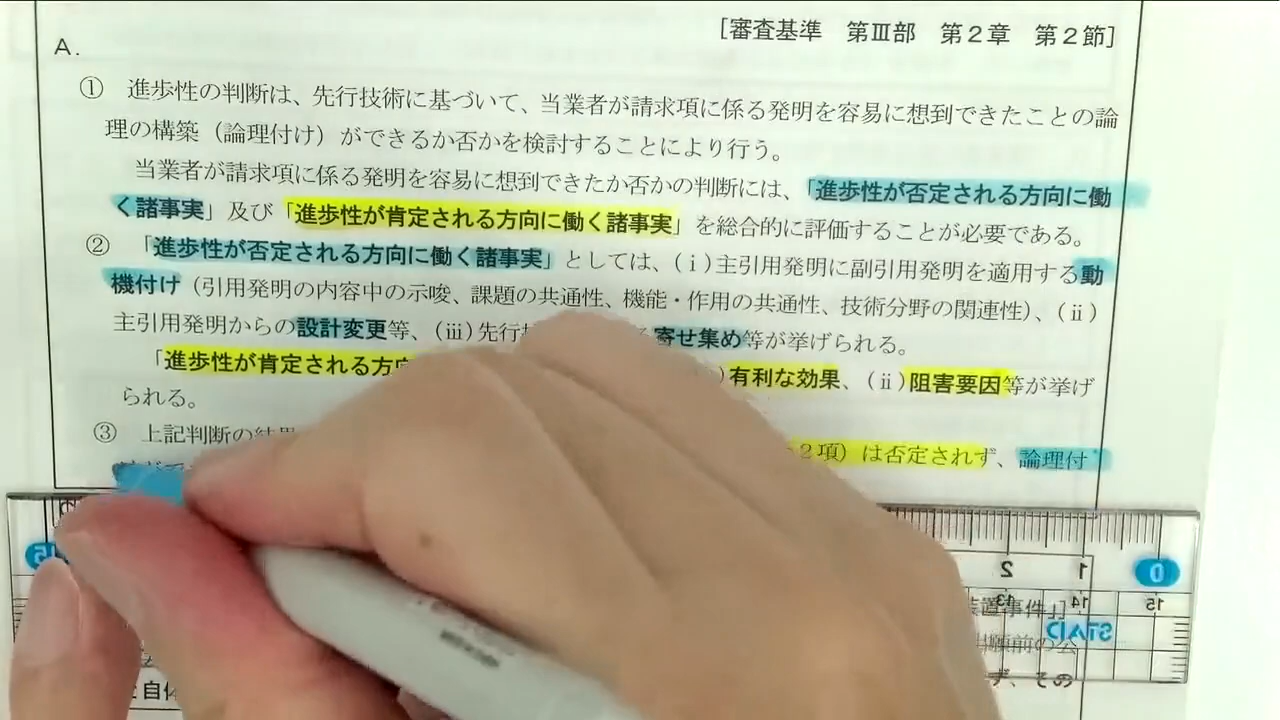 [審査基準　第Ⅲ部　第２章　第２節]
A.
①　進歩性の判断は、先行技術に基づいて、当業者が請求項に係る発明を容易に想到できたことの論
理の構築（論理付け）ができるか否かを検討することにより行う。
当業者が請求項に係る発明を容易に想到できたか否かの判断には、「進歩性が否定される方向に働
く諸事実」及び「進歩性が肯定される方向に働く諸事実」を総合的に評価することが必要である。
②　「進歩性が否定される方向に働く諸事実」としては、(ⅰ)主引用発明に副引用発明を適用する動
機付け（引用発明の内容中の示唆、課題の共通性、機能・作用の共通性、技術分野の関連性）、(ⅱ)
主引用発明からの設計変更等、(ⅲ)先行 寄せ集め等が挙げられる。
「進歩性が肯定される方 )有利な効果、(ⅱ)阻害要因等が挙げ
られる。
③　上記判断の結果 ２項）は否定されず、論理付
0
1 2
15 14 13
装置事件」]
STAD
出願前の公
ず、その
自体